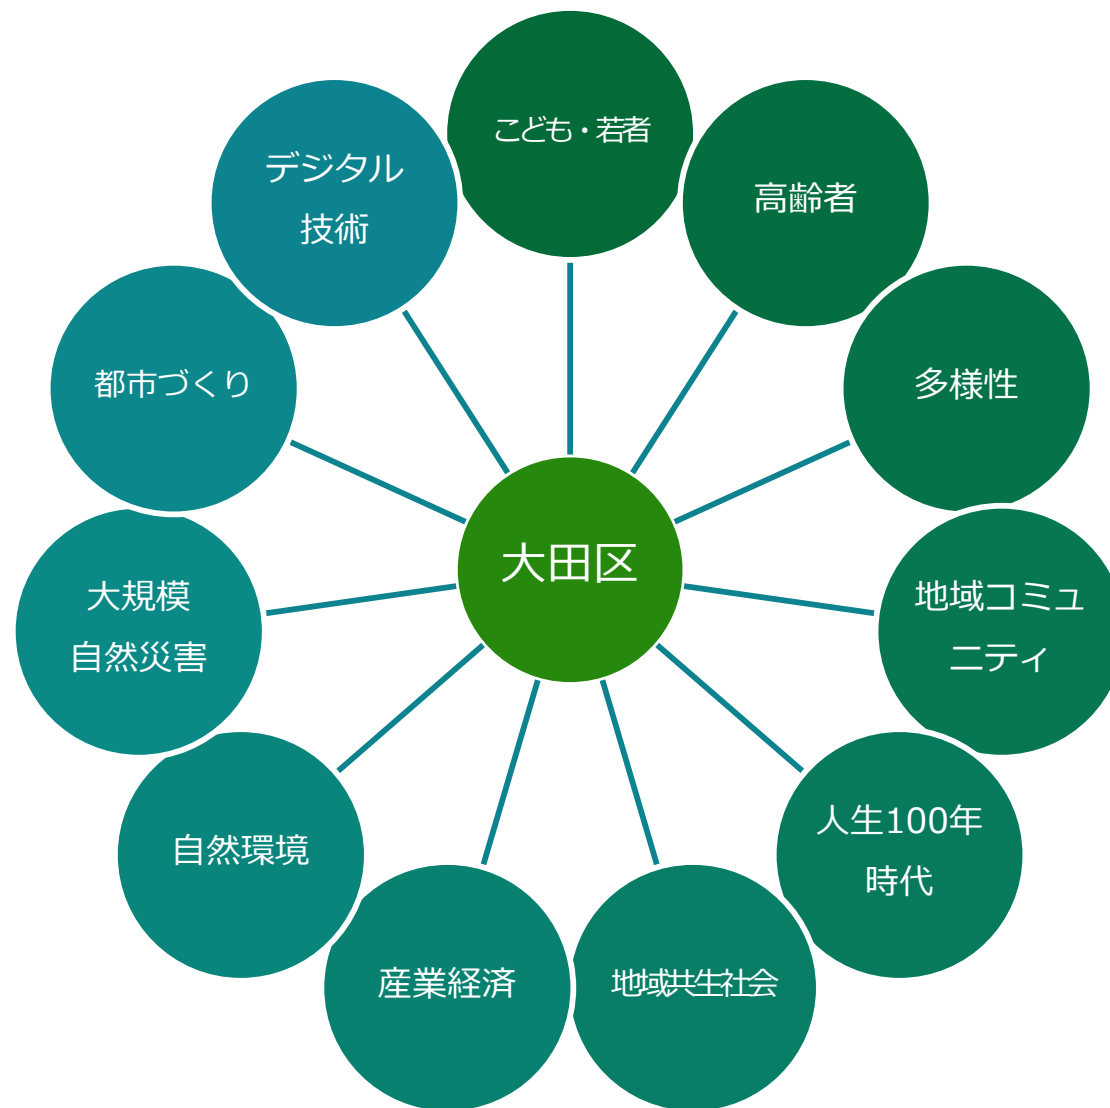 こども・若者
高齢者
多様性
地域コミュ
ニティ
人生100年
時代
地域共生社会
産業経済
自然環境
大規模
自然災害
都市づくり
デジタル
技術
大田区